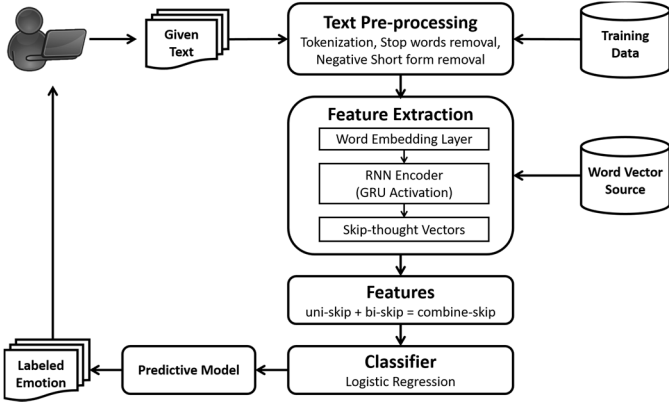 Given
Text
Text Pre-processing
Tokenization, Stop words removal,
Negative Short form removal
Training
Data
Feature Extraction
Word Embedding Layer
RNN Encoder
(GRU Activation)
Skip-thought Vectors
Word Vector
Source
Features
uni-skip + bi-skip = combine-skip
Classifier
Logistic Regression
Predictive Model
Labeled
Emotion